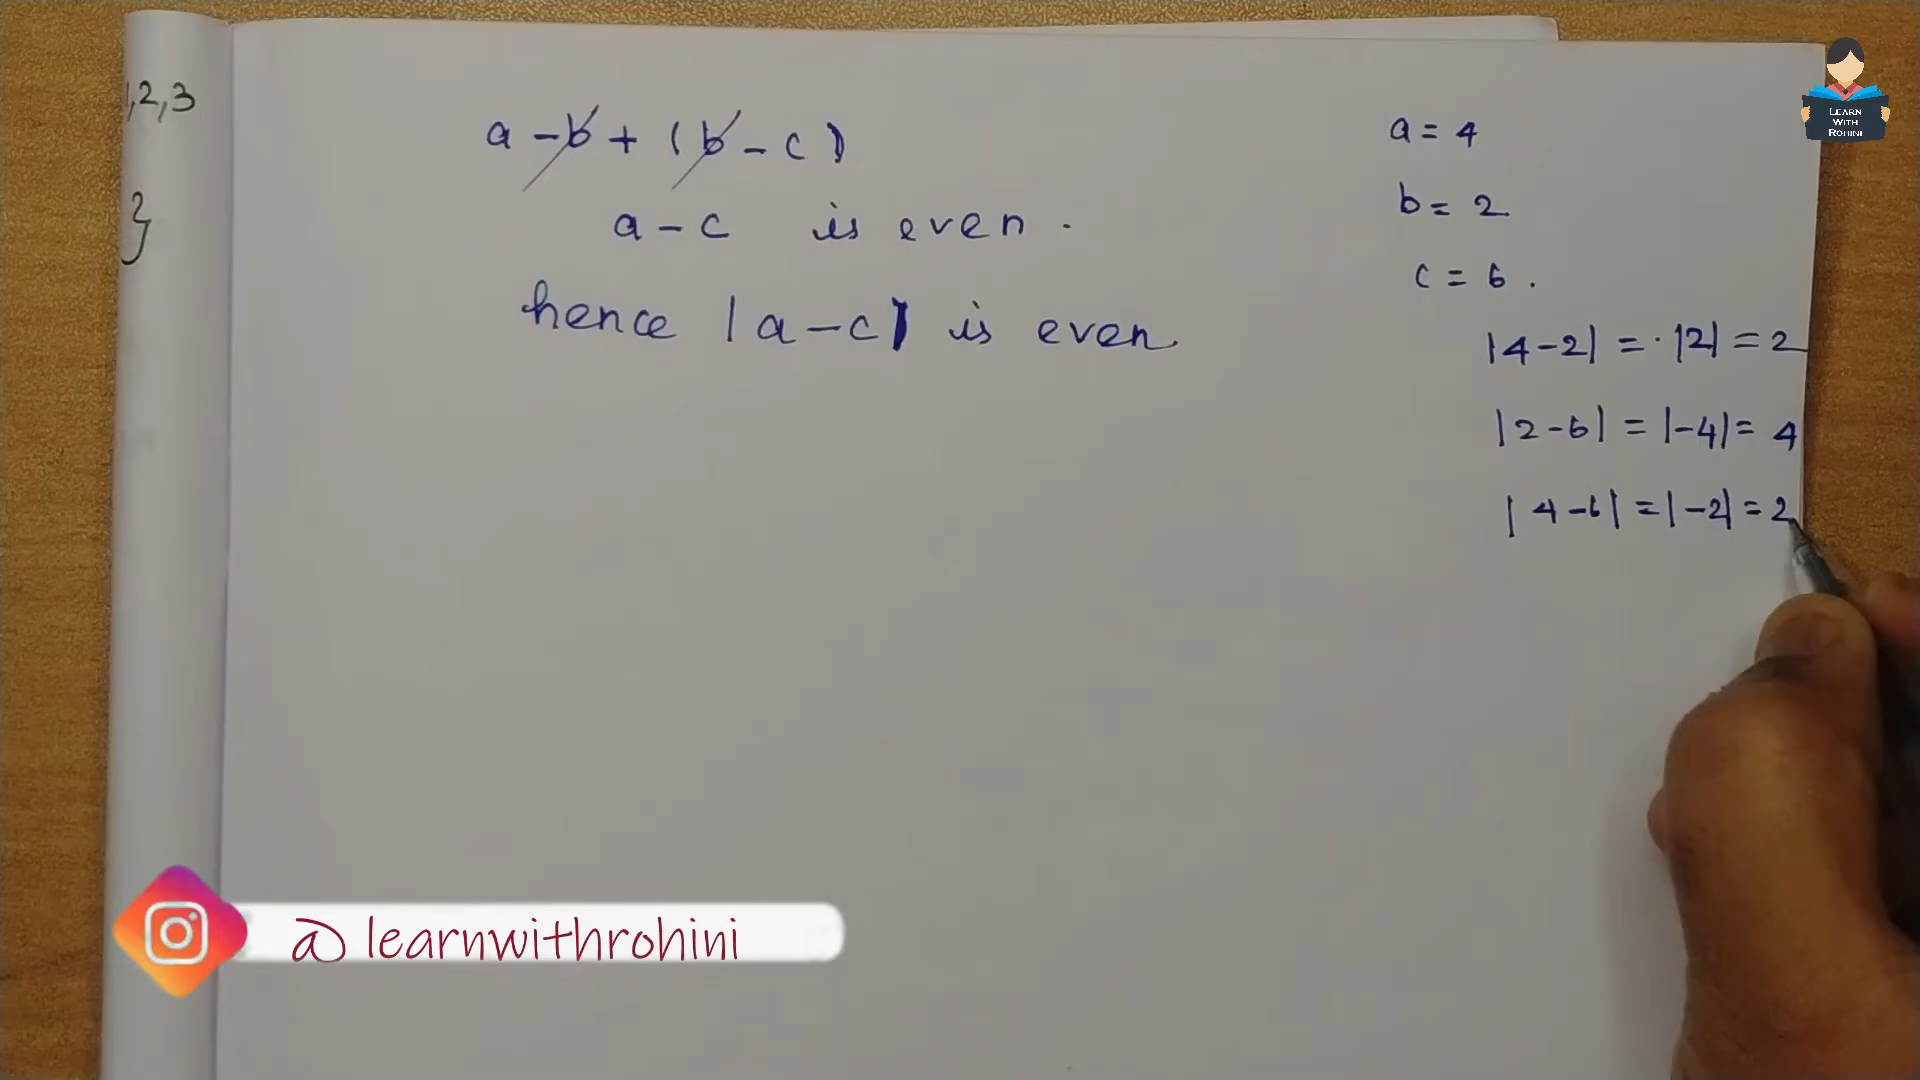 1,2,3
}
a - b + (b - c)
a - c is even.
hence |a - c| is even
a = 4
b = 2
c = 6.
|4-2| = |2| = 2
|2-6| = |-4| = 4
|4-6| = |-2| = 2
LEARN
WITH
ROHINI
@learnwithrohini